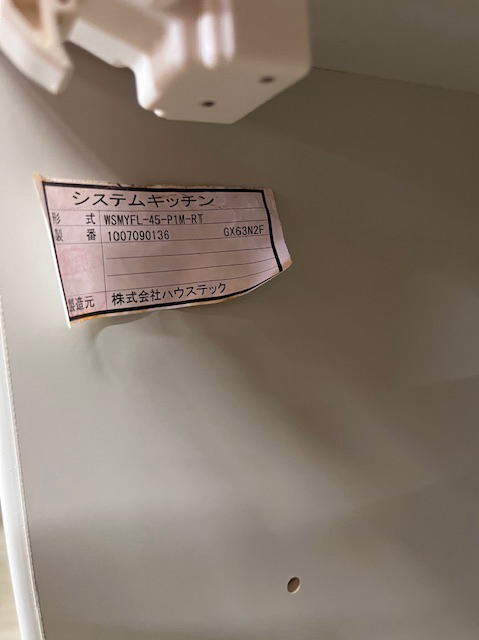 システムキッチン
形 式 WSMYFL-45-P1M-RT
製 番 1007090136 GX63N2F
製造元 株式会社ハウステック